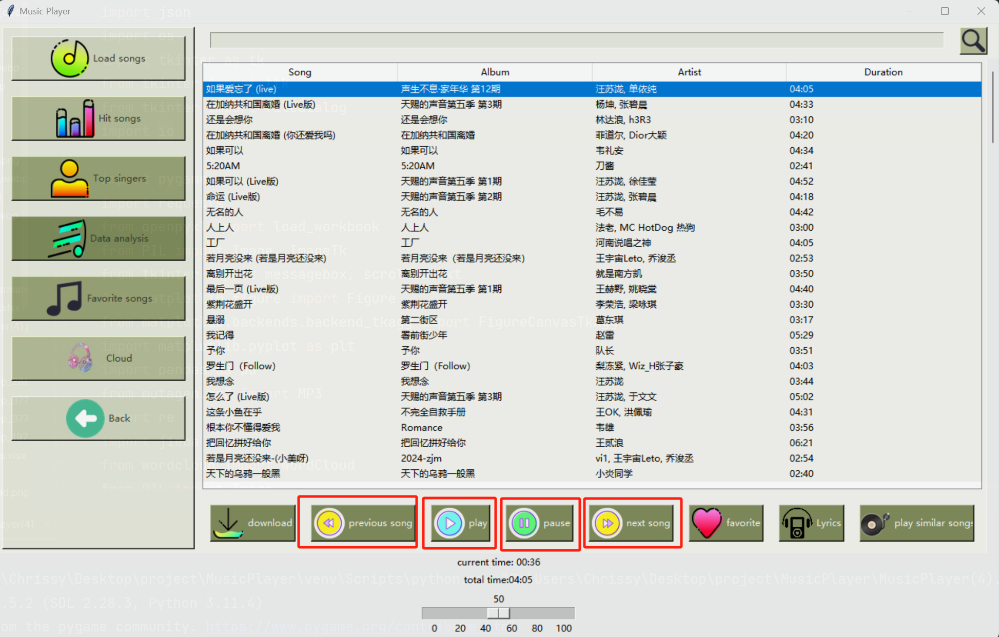 Music Player
Load songs
Hit songs
Top singers
Data analysis
Favorite songs
Cloud
Back
Song Album Artist Duration
如果爱忘了 (live) 声生不息·家年华 第12期 汪苏泷, 单依纯 04:05
在加纳共和国离婚 (Live版) 天赐的声音第五季 第3期 杨坤, 张碧晨 04:33
还是会想你 还是会想你 林达浪, h3R3 03:10
在加纳共和国离婚 (你还爱我吗) 在加纳共和国离婚 菲道尔, Dior大颖 04:20
如果可以 如果可以 韦礼安 04:34
5:20AM 5:20AM 刀酱 02:41
如果可以 (Live版) 天赐的声音第五季 第1期 汪苏泷, 徐佳莹 04:52
命运 (Live版) 天赐的声音第五季 第2期 汪苏泷, 张碧晨 04:18
无名的人 无名的人 毛不易 04:42
人上人 人上人 法老, MC HotDog 热狗 03:00
工厂 工厂 河南说唱之神 04:05
若月亮没来 (若是月亮还没来) 若月亮没来（若是月亮还没来） 王宇宙Leto, 乔浚丞 02:53
离别开出花 离别开出花 就是南方凯 03:50
最后一页 (Live版) 天赐的声音第五季 第1期 王赫野, 姚晓棠 04:40
紫荆花盛开 紫荆花盛开 李荣浩, 梁咏琪 03:30
悬溺 第二街区 葛东琪 03:17
我记得 署前街少年 赵雷 05:29
予你 予你 队长 03:51
罗生门（Follow） 罗生门（Follow） 梨冻紧, Wiz_H张子豪 04:03
我想念 我想念 汪苏泷 03:44
怎么了 (Live版) 天赐的声音第五季 第3期 汪苏泷, 于文文 05:02
这条小鱼在乎 不完全自救手册 王OK, 洪佩瑜 04:31
根本你不懂得爱我 Romance 韦雄 03:56
把回忆拼好给你 把回忆拼好给你 王贰浪 06:21
若是月亮还没来-(小美呀) 2024-zjm vi1, 王宇宙Leto, 乔浚丞 02:54
天下的乌鸦一般黑 天下的乌鸦一般黑 小炎同学 02:40
download previous song play pause next song favorite Lyrics play similar songs
current time: 00:36
total time:04:05
50
0 20 40 60 80 100